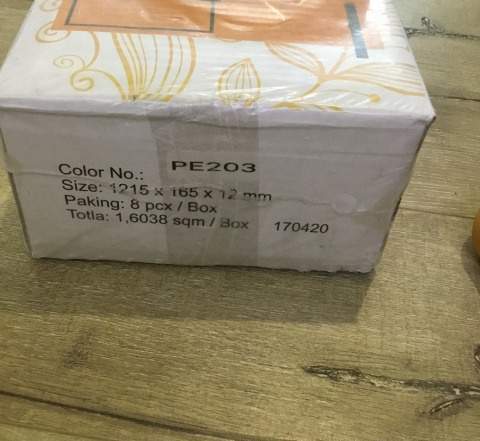 Color No.: PE203
Size: 1215 x 165 x 12 mm
Paking: 8 pcx / Box
Totla: 1,6038 sqm / Box 170420